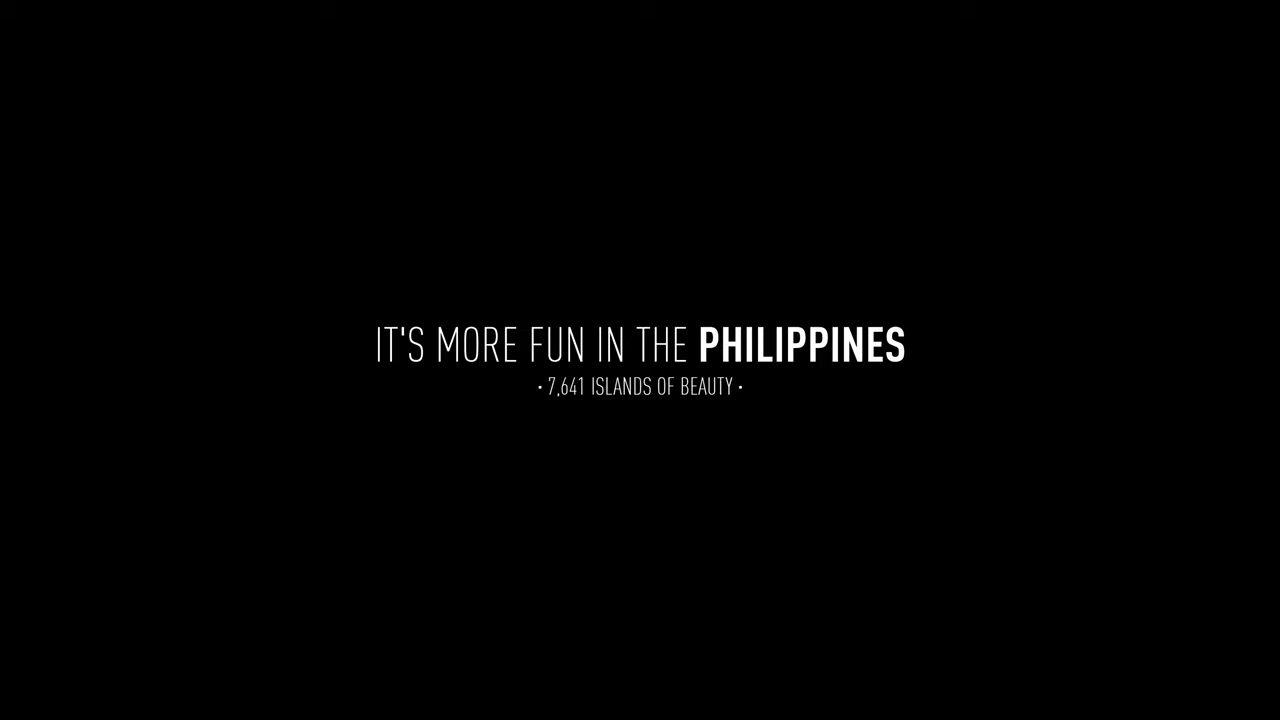 IT'S MORE FUN IN THE PHILIPPINES
• 7,641 ISLANDS OF BEAUTY •